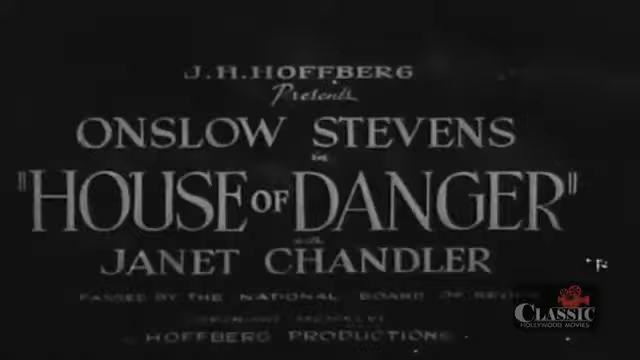 J.H.HOFFBERG
Presents
ONSLOW STEVENS
in
"HOUSE OF DANGER"
with
JANET CHANDLER
PASSED BY THE NATIONAL BOARD OF
HOFFBERG PRODUCTIONS
CLASSIC
HOLLYWOOD MOVIES